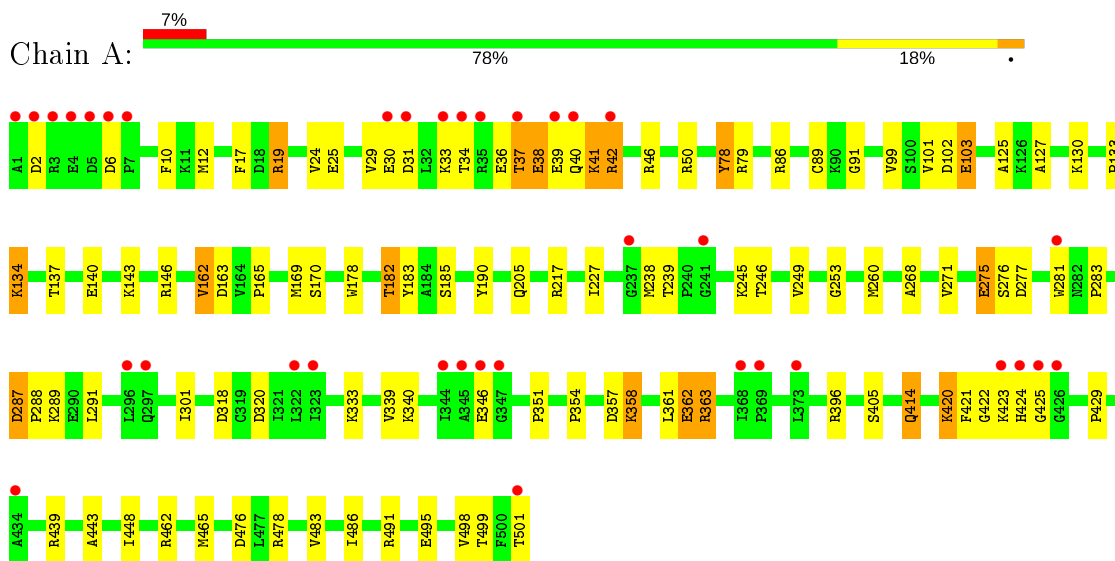 7%
Chain A:
78% 18% •
A1 D2 R3 E4 D5 D6 P7 F10 K11 M12 F17 D18 R19 V24 E25 V29 E30 D31 L32 K33 T34 R35 E36 T37 E38 E39 Q40 K41 R42 R46 R50 Y78 R79 R86 C89 K90 G91 V99 S100 V101 D102 E103 A125 K126 A127 K130 R133
K134 T137 E140 K143 R146 V162 D163 V164 P165 M169 S170 W178 T182 Y183 A184 S185 Y190 Q205 R217 I227 G237 M238 T239 P240 G241 K245 T246 V249 G253 M260 A268 V271 E275 S276 D277 W281 N282 P283
D287 P288 K289 E290 L291 L296 Q297 I301 D318 C319 D320 I321 L322 I323 K333 V339 K340 I344 A345 E346 G347 P351 P354 D357 K358 L361 E362 R363 I368 P369 L373 R396 S405 Q414 K420 F421 G422 K423 H424 G425 G426 P429
A434 R439 A443 I448 R462 M465 D476 L477 R478 V483 I486 R491 E495 V498 T499 F500 T501